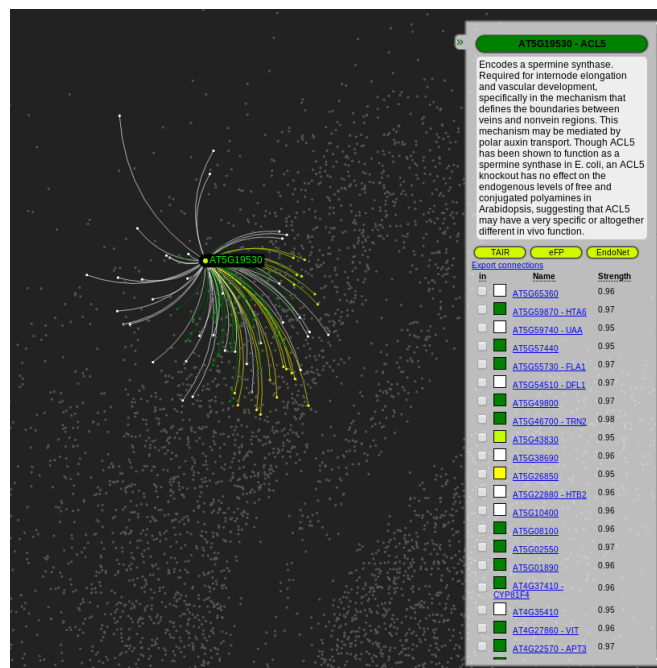 »
AT5G19530 - ACL5
Encodes a spermine synthase.
Required for internode elongation
and vascular development,
specifically in the mechanism that
defines the boundaries between
veins and nonvein regions. This
mechanism may be mediated by
polar auxin transport. Though ACL5
has been shown to function as a
spermine synthase in E. coli, an ACL5
knockout has no effect on the
endogenous levels of free and
conjugated polyamines in
Arabidopsis, suggesting that ACL5
may have a very specific or altogether
different in vivo function.
TAIR eFP EndoNet
Export connections
in Name Strength
AT5G65360 0.96
AT5G59870 - HTA6 0.97
AT5G59740 - UAA 0.95
AT5G57440 0.95
AT5G55730 - FLA1 0.97
AT5G54510 - DFL1 0.97
AT5G49800 0.97
AT5G46700 - TRN2 0.98
AT5G43830 0.95
AT5G38690 0.96
AT5G26850 0.95
AT5G22880 - HTB2 0.96
AT5G10400 0.96
AT5G08100 0.96
AT5G02550 0.97
AT5G01890 0.96
AT4G37410 -
CYP81F4 0.96
AT4G35410 0.95
AT4G27860 - VIT 0.96
AT4G22570 - APT3 0.97
AT5G19530